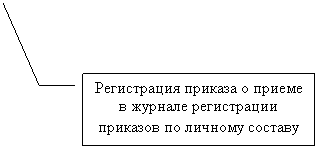 Регистрация приказа о приеме
в журнале регистрации
приказов по личному составу